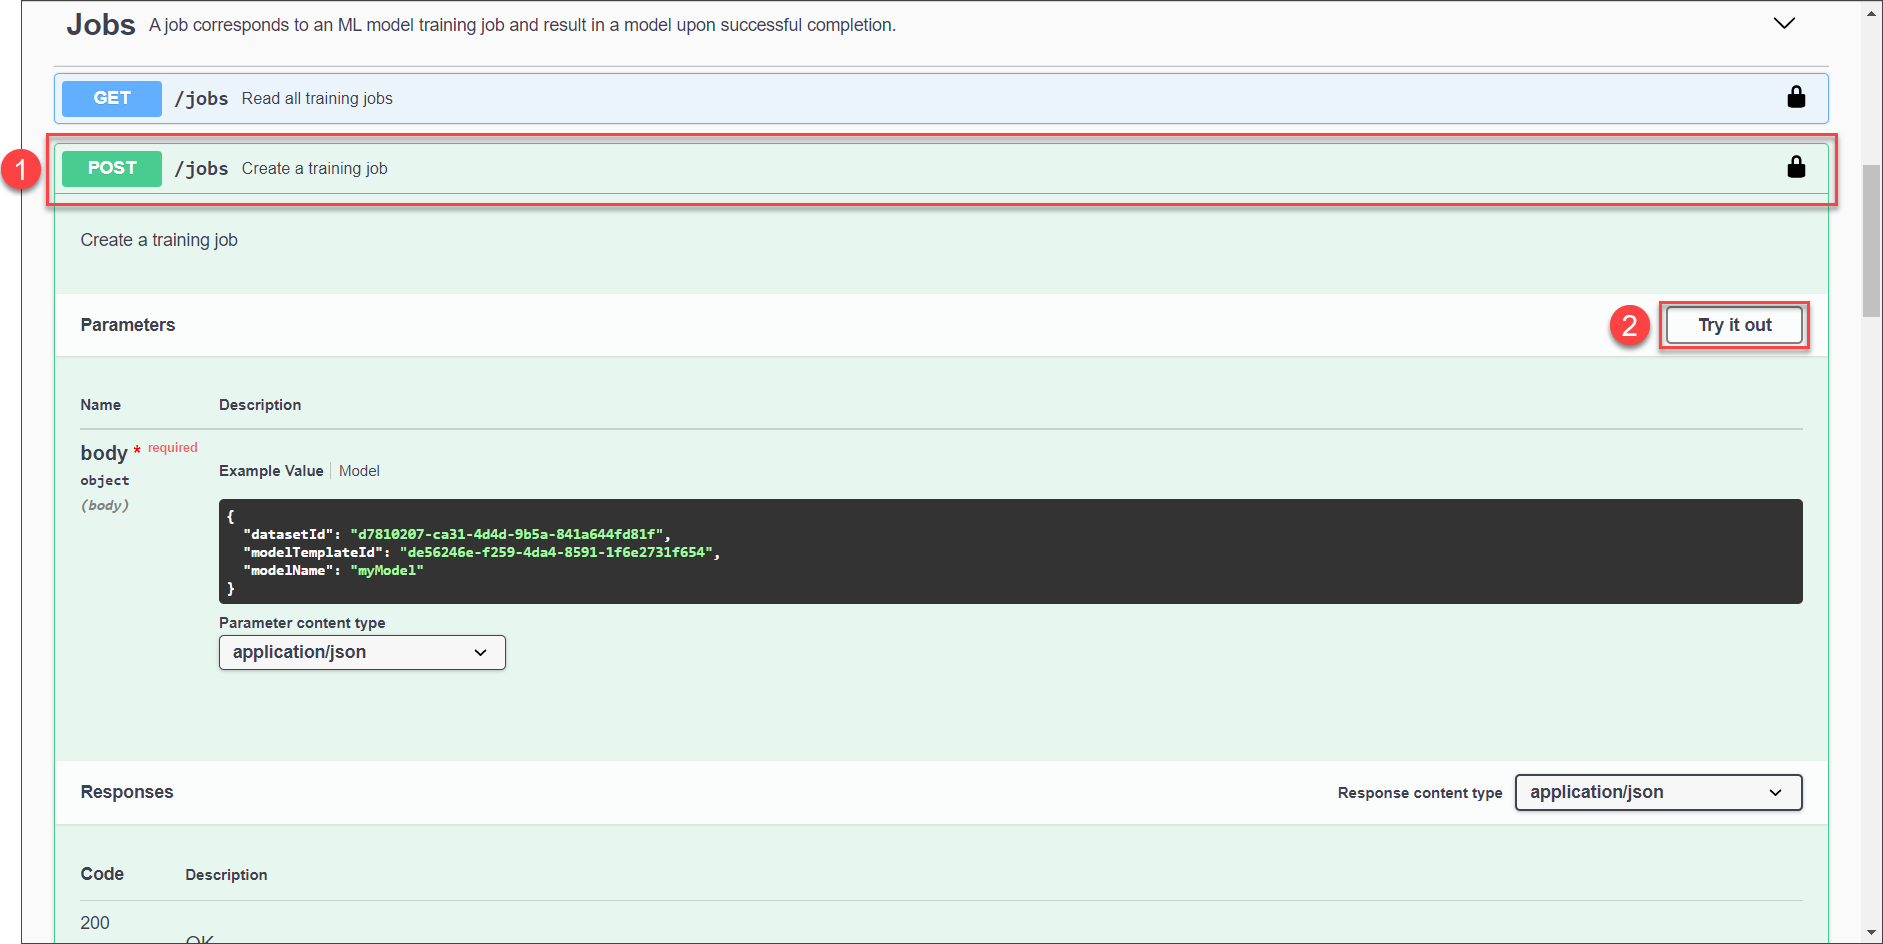 Jobs A job corresponds to an ML model training job and result in a model upon successful completion.
GET /jobs Read all training jobs
1 POST /jobs Create a training job
Create a training job
Parameters 2 Try it out
Name Description
body * required
object
(body)
Example Value Model
{
"datasetId": "d7810207-ca31-4d4d-9b5a-841a644fd81f",
"modelTemplateId": "de56246e-f259-4da4-8591-1f6e2731f654",
"modelName": "myModel"
}
Parameter content type
application/json
Responses Response content type application/json
Code Description
200
OK